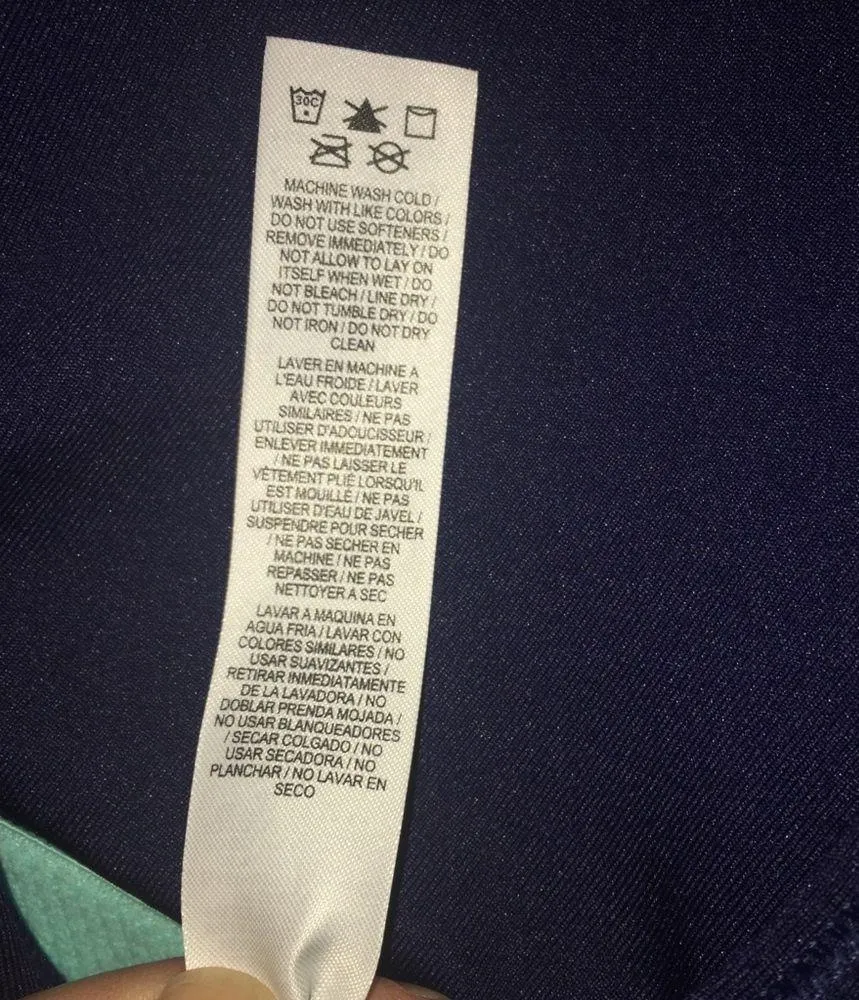 30C
MACHINE WASH COLD /
WASH WITH LIKE COLORS /
DO NOT USE SOFTENERS /
REMOVE IMMEDIATELY / DO
NOT ALLOW TO LAY ON
ITSELF WHEN WET / DO
NOT BLEACH / LINE DRY /
DO NOT TUMBLE DRY / DO
NOT IRON / DO NOT DRY
CLEAN
LAVER EN MACHINE A
L'EAU FROIDE / LAVER
AVEC COULEURS
SIMILAIRES / NE PAS
UTILISER D'ADOUCISSEUR /
ENLEVER IMMEDIATEMENT
/ NE PAS LAISSER LE
VÊTEMENT PLIÉ LORSQU'IL
EST MOUILLÉ / NE PAS
UTILISER D'EAU DE JAVEL /
SUSPENDRE POUR SECHER
/ NE PAS SECHER EN
MACHINE / NE PAS
REPASSER / NE PAS
NETTOYER A SEC
LAVAR A MAQUINA EN
AGUA FRIA / LAVAR CON
COLORES SIMILARES / NO
USAR SUAVIZANTES /
RETIRAR INMEDIATAMENTE
DE LA LAVADORA / NO
DOBLAR PRENDA MOJADA /
NO USAR BLANQUEADORES
/ SECAR COLGADO / NO
USAR SECADORA / NO
PLANCHAR / NO LAVAR EN
SECO